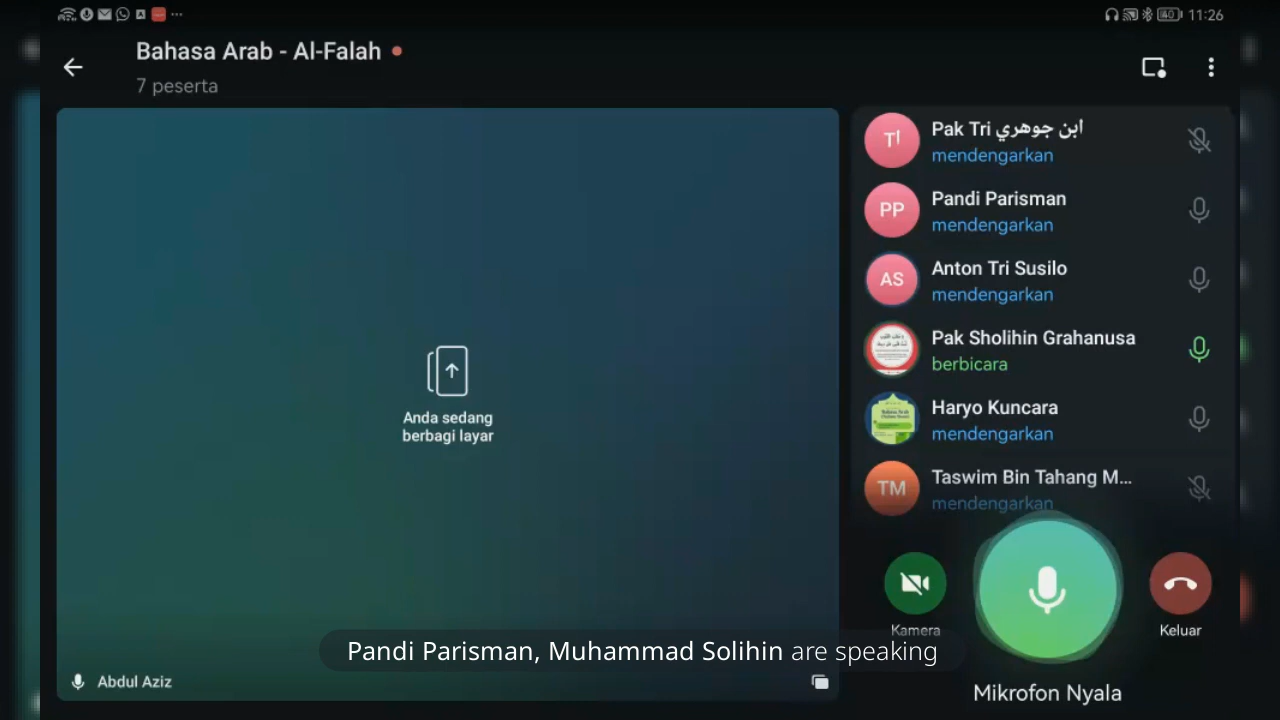 11:26
Bahasa Arab - Al-Falah
7 peserta
Pak Tri ابن جوهري
mendengarkan
PP
Pandi Parisman
mendengarkan
AS
Anton Tri Susilo
mendengarkan
Pak Sholihin Grahanusa
berbicara
Haryo Kuncara
mendengarkan
TM
Taswim Bin Tahang M...
mendengarkan
Anda sedang
berbagi layar
Kamera
Keluar
Pandi Parisman, Muhammad Solihin are speaking
Abdul Aziz
Mikrofon Nyala